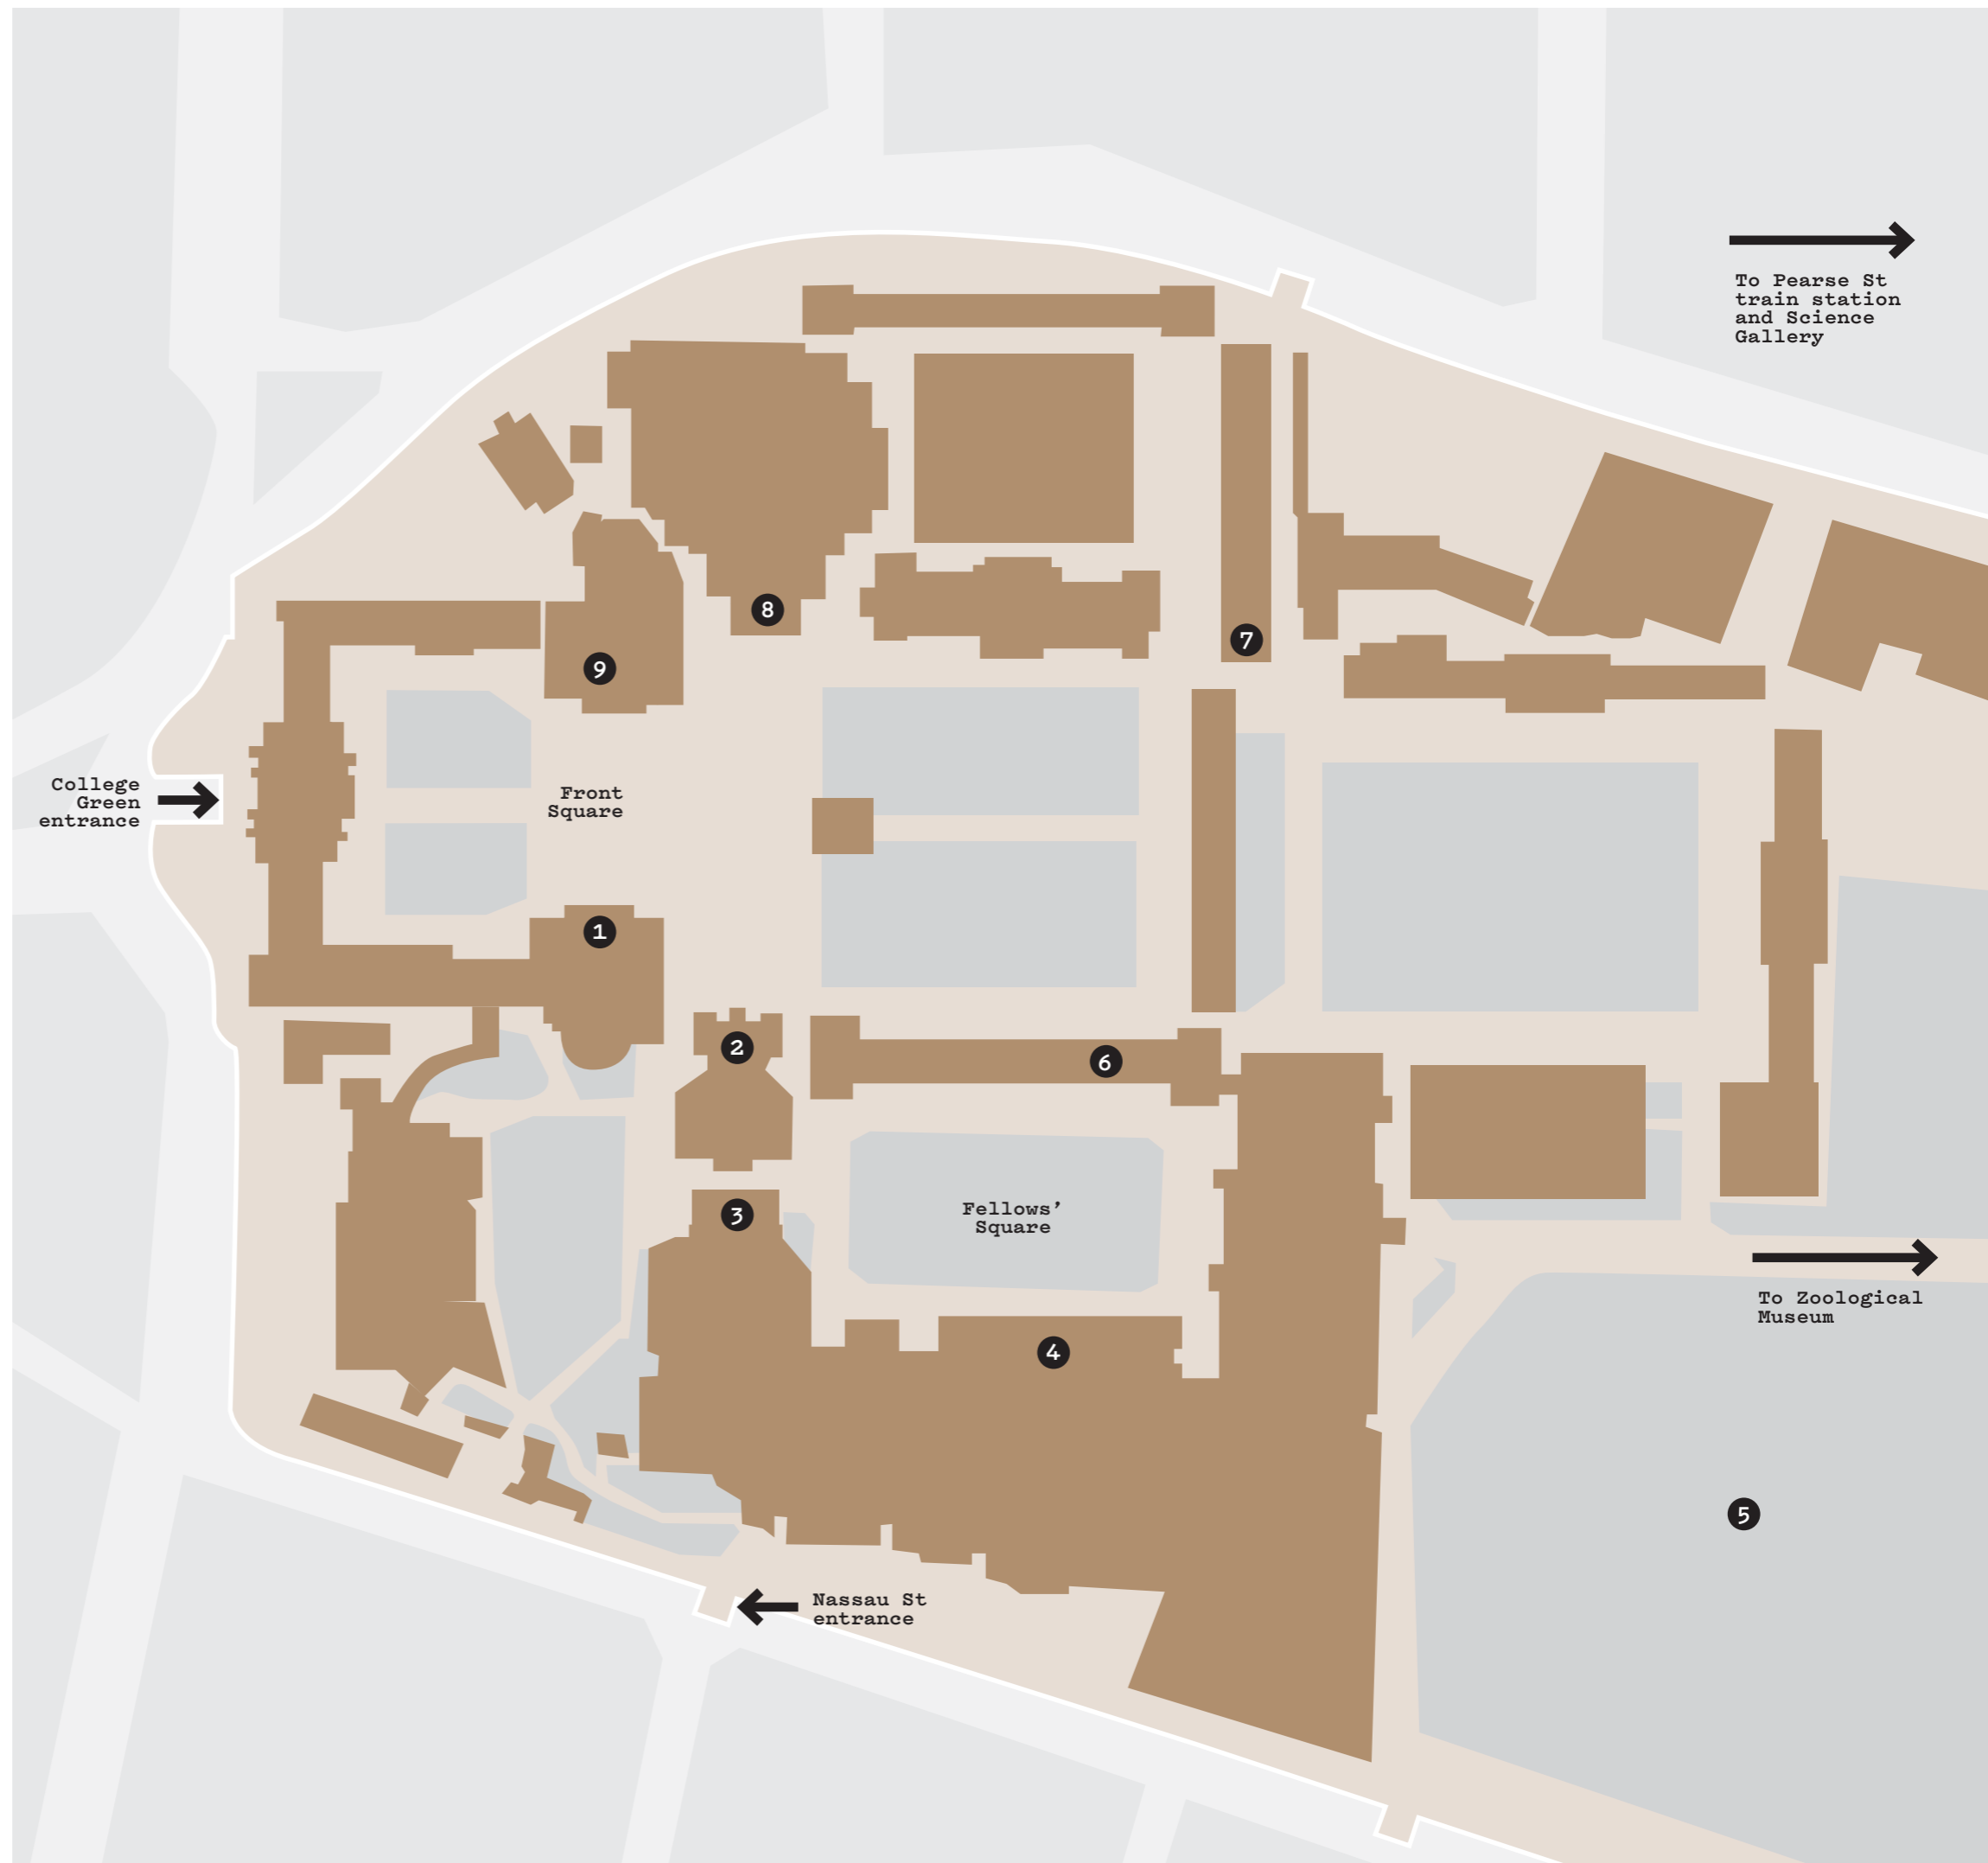 To Pearse St
train station
and Science
Gallery
8
7
9
College
Green
entrance
Front
Square
1
2
6
3
Fellows’
Square
To Zoological
Museum
4
5
Nassau St
entrance